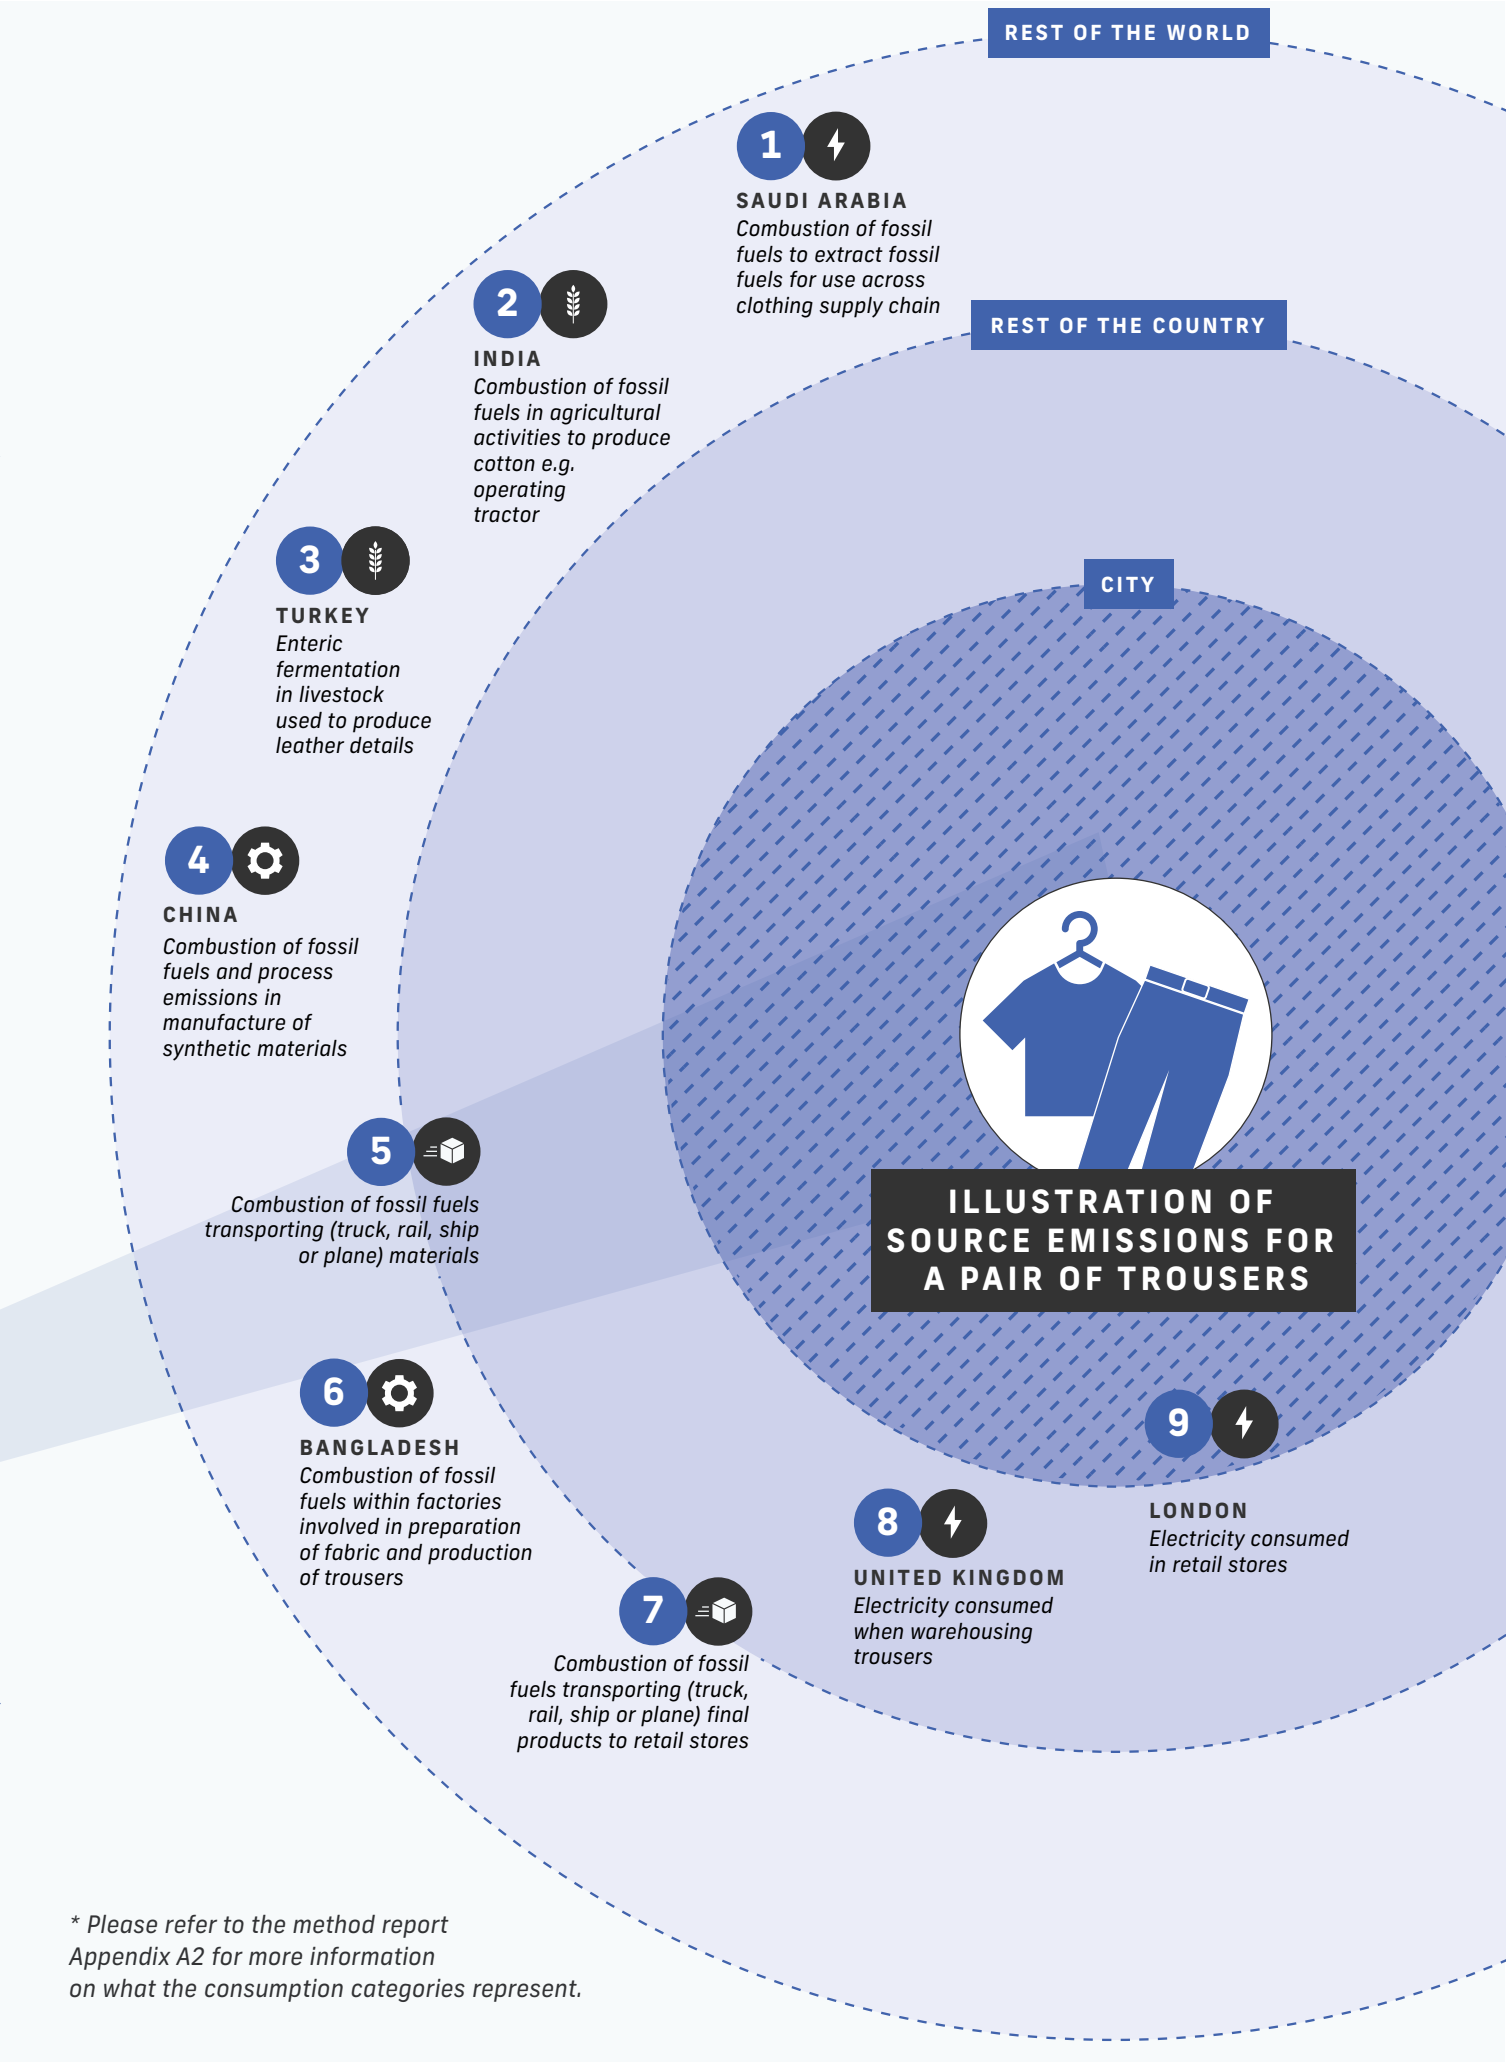 REST OF THE WORLD
1
SAUDI ARABIA
Combustion of fossil
fuels to extract fossil
fuels for use across
clothing supply chain
2
INDIA
Combustion of fossil
fuels in agricultural
activities to produce
cotton e.g.
operating
tractor
REST OF THE COUNTRY
3
TURKEY
Enteric
fermentation
in livestock
used to produce
leather details
CITY
4
CHINA
Combustion of fossil
fuels and process
emissions in
manufacture of
synthetic materials
5
Combustion of fossil fuels
transporting (truck, rail, ship
or plane) materials
ILLUSTRATION OF
SOURCE EMISSIONS FOR
A PAIR OF TROUSERS
6
BANGLADESH
Combustion of fossil
fuels within factories
involved in preparation
of fabric and production
of trousers
7
Combustion of fossil
fuels transporting (truck,
rail, ship or plane) final
products to retail stores
8
UNITED KINGDOM
Electricity consumed
when warehousing
trousers
9
LONDON
Electricity consumed
in retail stores
* Please refer to the method report
Appendix A2 for more information
on what the consumption categories represent.